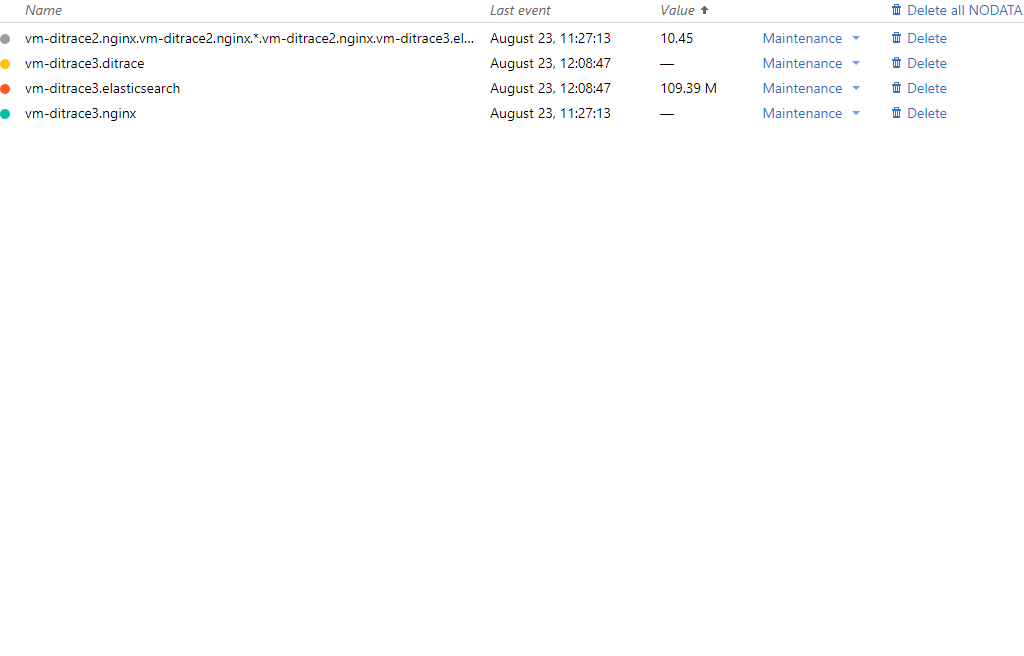 Name Last event Value Delete all NODATA
vm-ditrace2.nginx.vm-ditrace2.nginx.*.vm-ditrace2.nginx.vm-ditrace3.el... August 23, 11:27:13 10.45 Maintenance Delete
vm-ditrace3.ditrace August 23, 12:08:47 — Maintenance Delete
vm-ditrace3.elasticsearch August 23, 12:08:47 109.39 M Maintenance Delete
vm-ditrace3.nginx August 23, 11:27:13 — Maintenance Delete